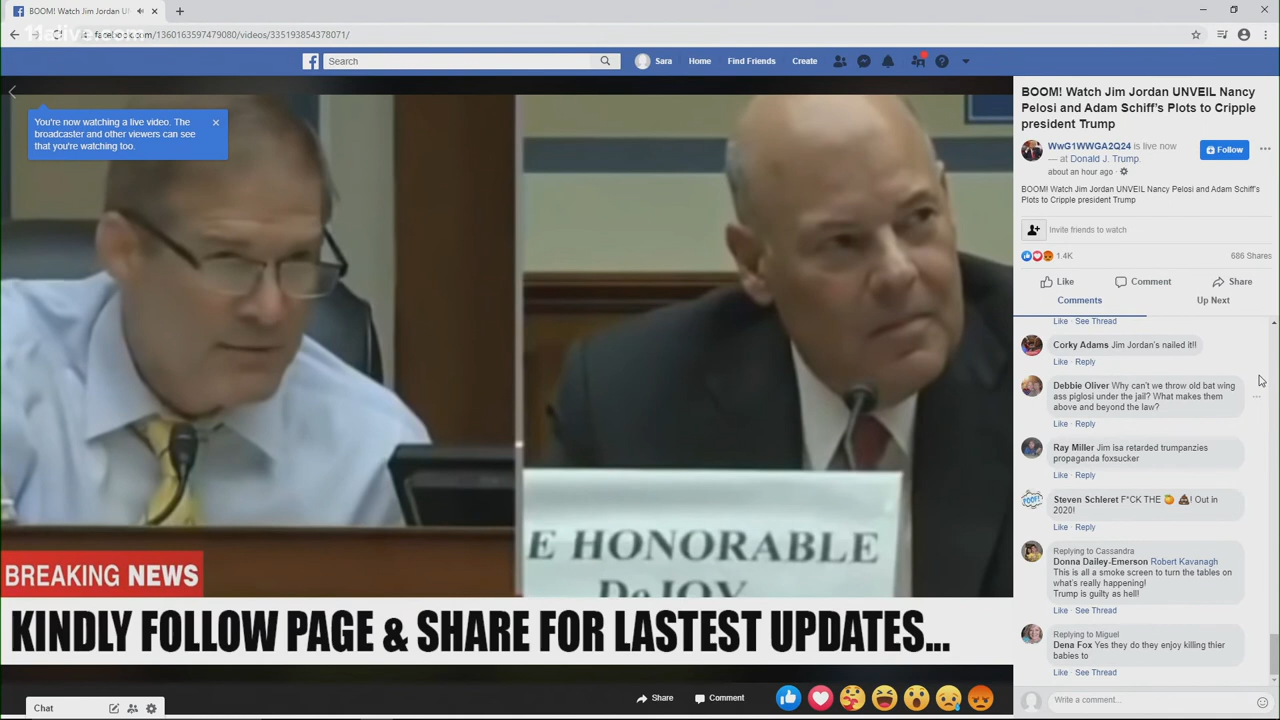 BOOM! Watch Jim Jordan U
11alive.com
facebook.com/1360163597479080/videos/335193854378071/
Search
Sara
Home
Find Friends
Create
You're now watching a live video. The
broadcaster and other viewers can see
that you're watching too.
E HONORABLE
DeJOY
BREAKING NEWS
KINDLY FOLLOW PAGE & SHARE FOR LASTEST UPDATES...
Chat
Share
Comment
BOOM! Watch Jim Jordan UNVEIL Nancy
Pelosi and Adam Schiff's Plots to Cripple
president Trump
WwG1WWGA2Q24 is live now
— at Donald J. Trump.
about an hour ago ·
Follow
BOOM! Watch Jim Jordan UNVEIL Nancy Pelosi and Adam Schiff's
Plots to Cripple president Trump
Invite friends to watch
1.4K
686 Shares
Like
Comment
Share
Comments
Up Next
Like · See Thread
Corky Adams Jim Jordan's nailed it!!
Like · Reply
Debbie Oliver Why can't we throw old bat wing
ass piglosi under the jail? What makes them
above and beyond the law?
Like · Reply
Ray Miller Jim isa retarded trumpanzies
propaganda foxsucker
Like · Reply
Steven Schleret F*CK THE 🍊 💩! Out in
2020!
Like · Reply
Replying to Cassandra
Donna Dailey-Emerson Robert Kavanagh
This is all a smoke screen to turn the tables on
what's really happening!
Trump is guilty as hell!
Like · See Thread
Replying to Miguel
Dena Fox Yes they do they enjoy killing thier
babies to
Like · See Thread
Write a comment...